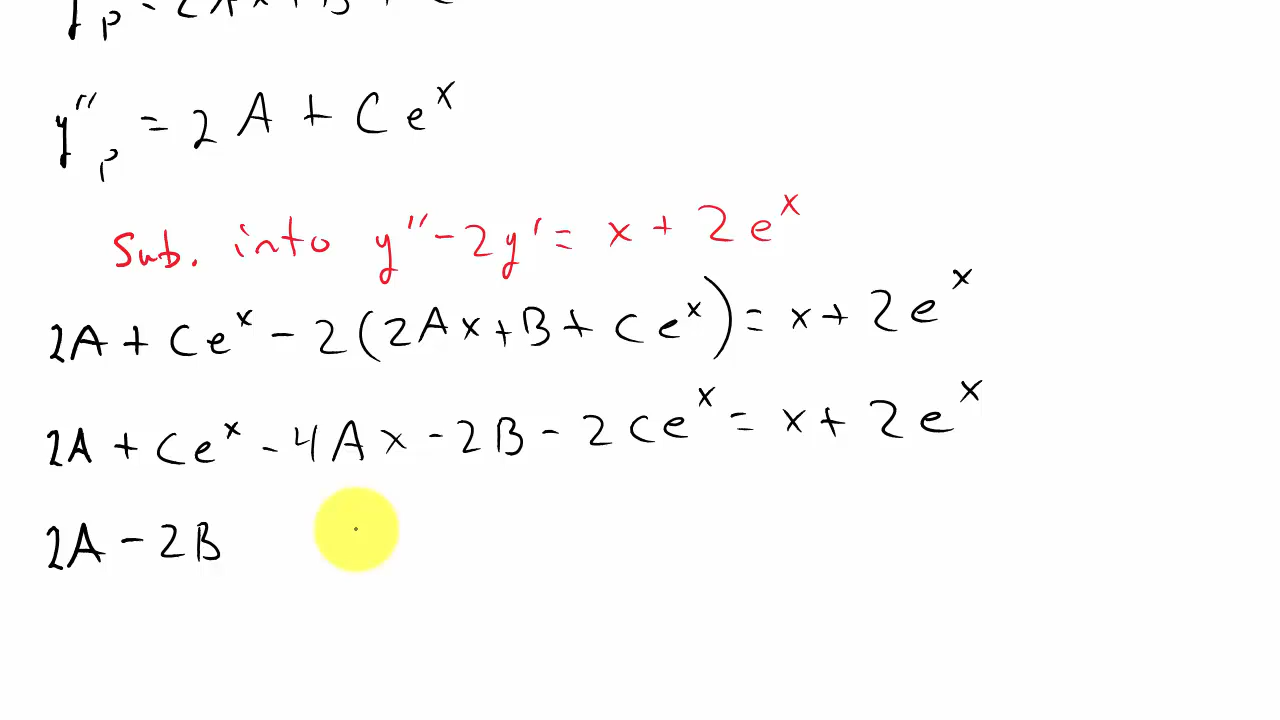 y''p = 2A + Ce^x
Sub. into y'' - 2y' = x + 2e^x
2A + Ce^x - 2(2Ax + B + Ce^x) = x + 2e^x
2A + Ce^x - 4Ax - 2B - 2Ce^x = x + 2e^x
2A - 2B